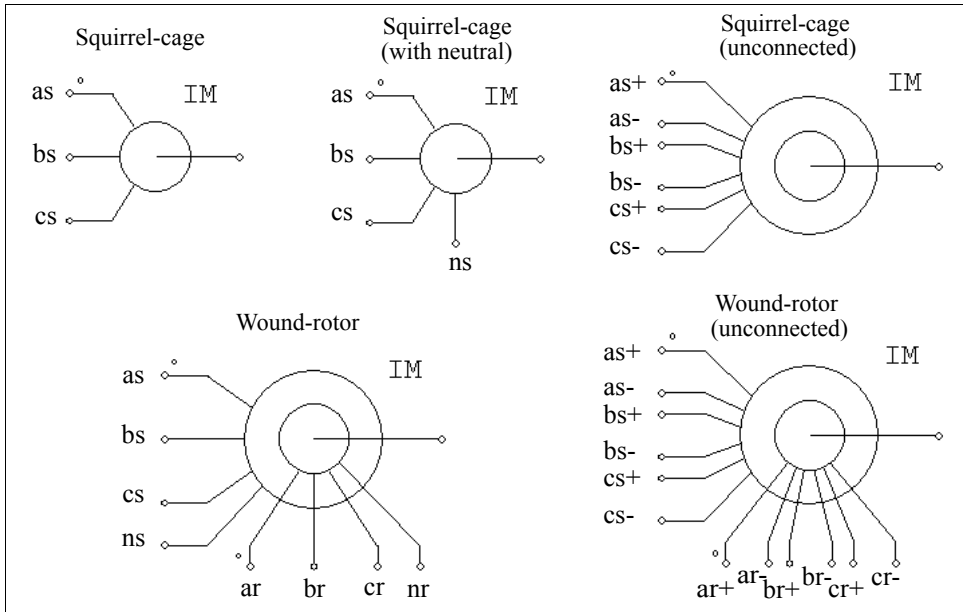 Squirrel-cage
as
IM
bs
cs
Squirrel-cage
(with neutral)
as
IM
bs
cs
ns
Squirrel-cage
(unconnected)
as+
IM
as-
bs+
bs-
cs+
cs-
Wound-rotor
as
IM
bs
cs
ns
ar br cr nr
Wound-rotor
(unconnected)
as+
IM
as-
bs+
bs-
cs+
cs-
ar+ ar- br+ br- cr+ cr-